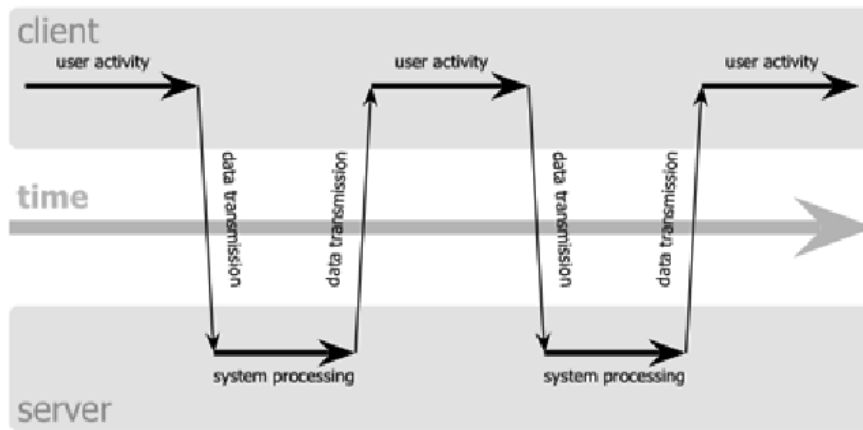 client
user activity
user activity
user activity
data transmission
data transmission
data transmission
data transmission
time
system processing
system processing
server